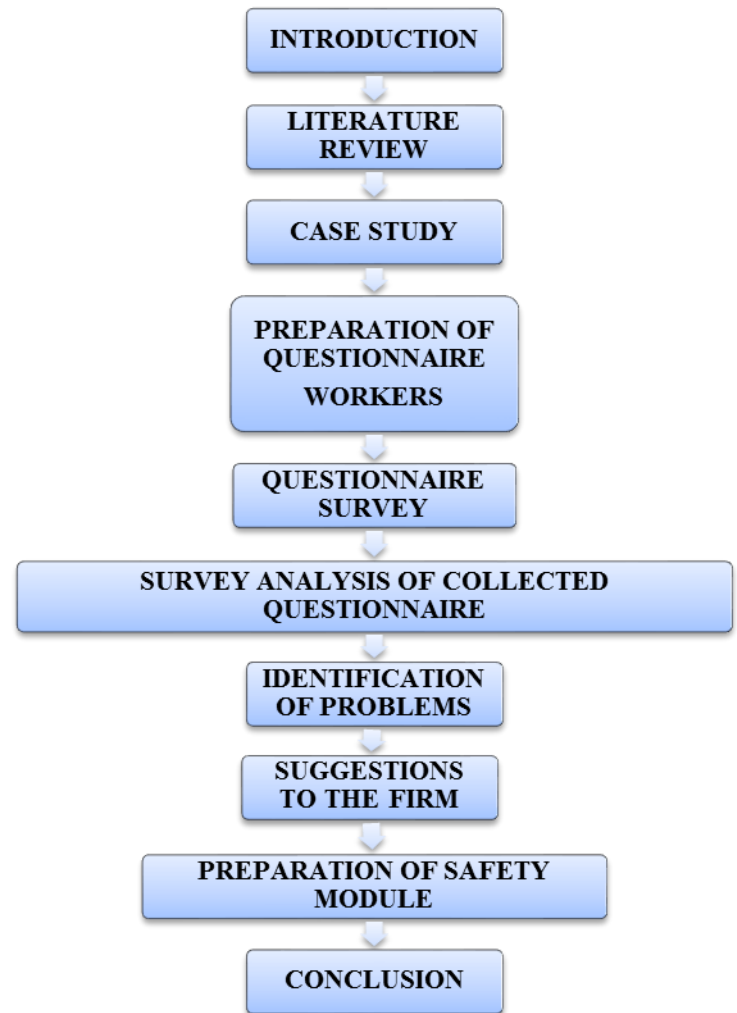 INTRODUCTION
LITERATURE
REVIEW
CASE STUDY
PREPARATION OF
QUESTIONNAIRE
WORKERS
QUESTIONNAIRE
SURVEY
SURVEY ANALYSIS OF COLLECTED
QUESTIONNAIRE
IDENTIFICATION
OF PROBLEMS
SUGGESTIONS
TO THE FIRM
PREPARATION OF SAFETY
MODULE
CONCLUSION